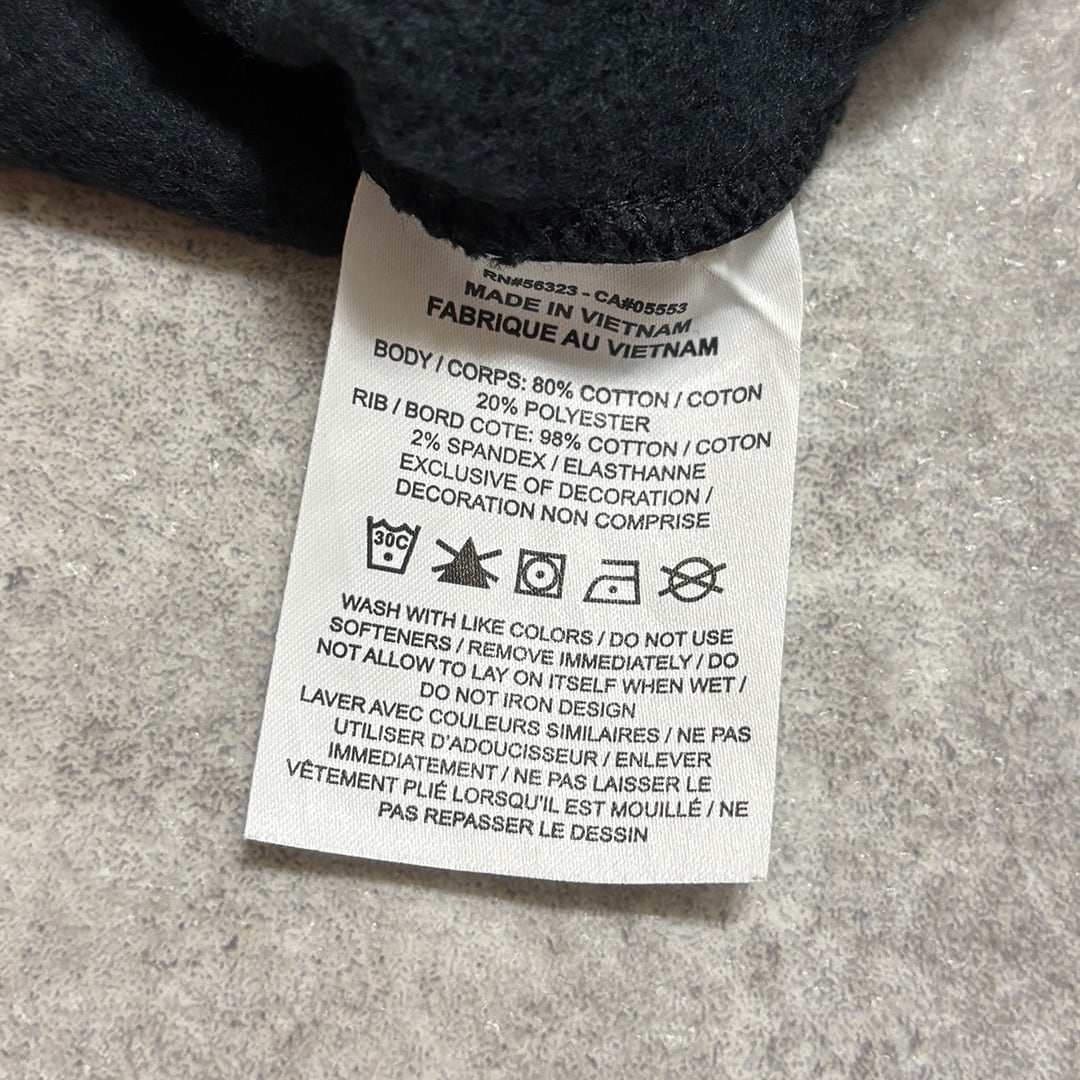 RN#56323 - CA#05553
MADE IN VIETNAM
FABRIQUE AU VIETNAM
BODY / CORPS: 80% COTTON / COTON
20% POLYESTER
RIB / BORD COTE: 98% COTTON / COTON
2% SPANDEX / ELASTHANNE
EXCLUSIVE OF DECORATION /
DECORATION NON COMPRISE
30C
WASH WITH LIKE COLORS / DO NOT USE
SOFTENERS / REMOVE IMMEDIATELY / DO
NOT ALLOW TO LAY ON ITSELF WHEN WET /
DO NOT IRON DESIGN
LAVER AVEC COULEURS SIMILAIRES / NE PAS
UTILISER D'ADOUCISSEUR / ENLEVER
IMMEDIATEMENT / NE PAS LAISSER LE
VÊTEMENT PLIÉ LORSQU'IL EST MOUILLÉ / NE
PAS REPASSER LE DESSIN